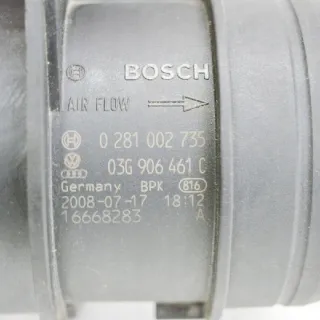 BOSCH
AIR FLOW
0 281 002 735
03G 906 461 C
Germany BPK 816
2008-07-17 18:12
16668283 A